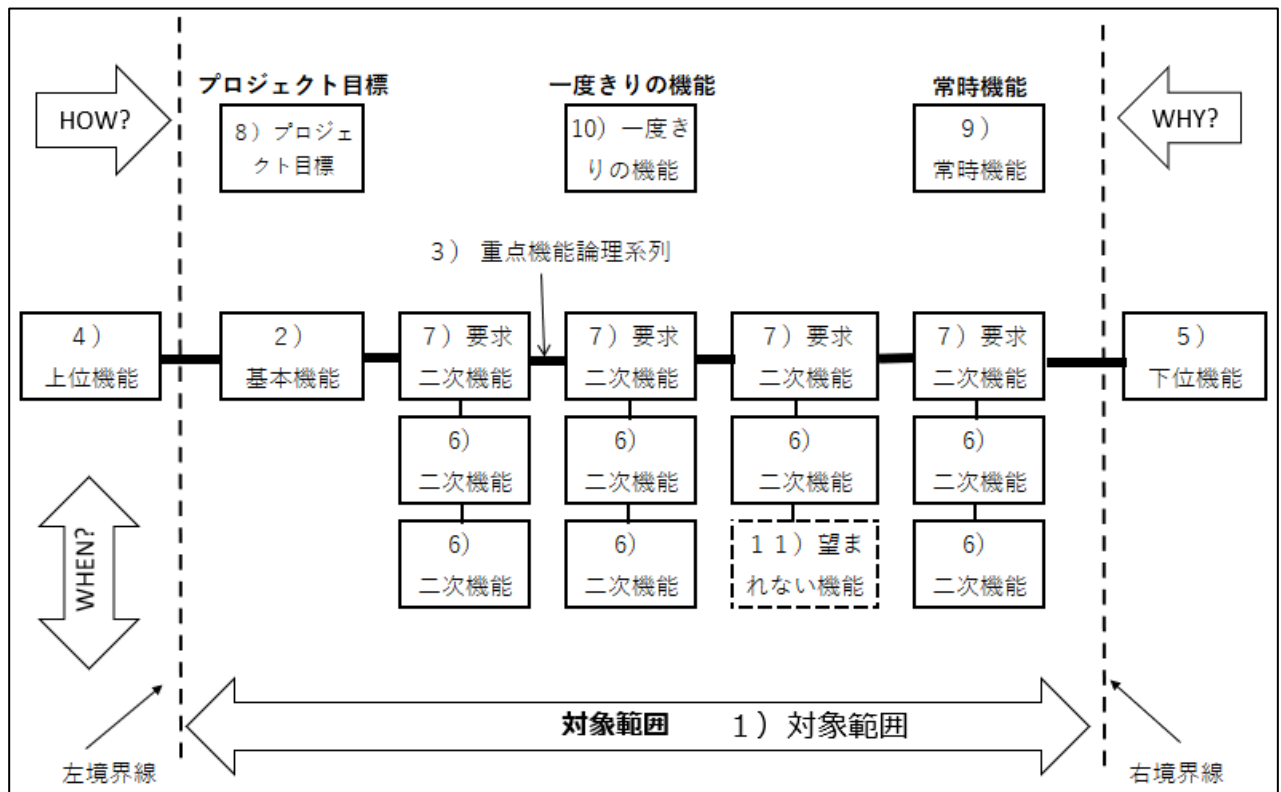 プロジェクト目標
一度きりの機能
常時機能
HOW?
8）プロジェ
クト目標
10）一度き
りの機能
9）
常時機能
WHY?
3） 重点機能論理系列
4）
上位機能
2）
基本機能
7）要求
二次機能
7）要求
二次機能
7）要求
二次機能
7）要求
二次機能
5）
下位機能
6）
二次機能
6）
二次機能
6）
二次機能
6）
二次機能
WHEN?
6）
二次機能
6）
二次機能
11）望ま
れない機能
6）
二次機能
対象範囲 1）対象範囲
左境界線
右境界線